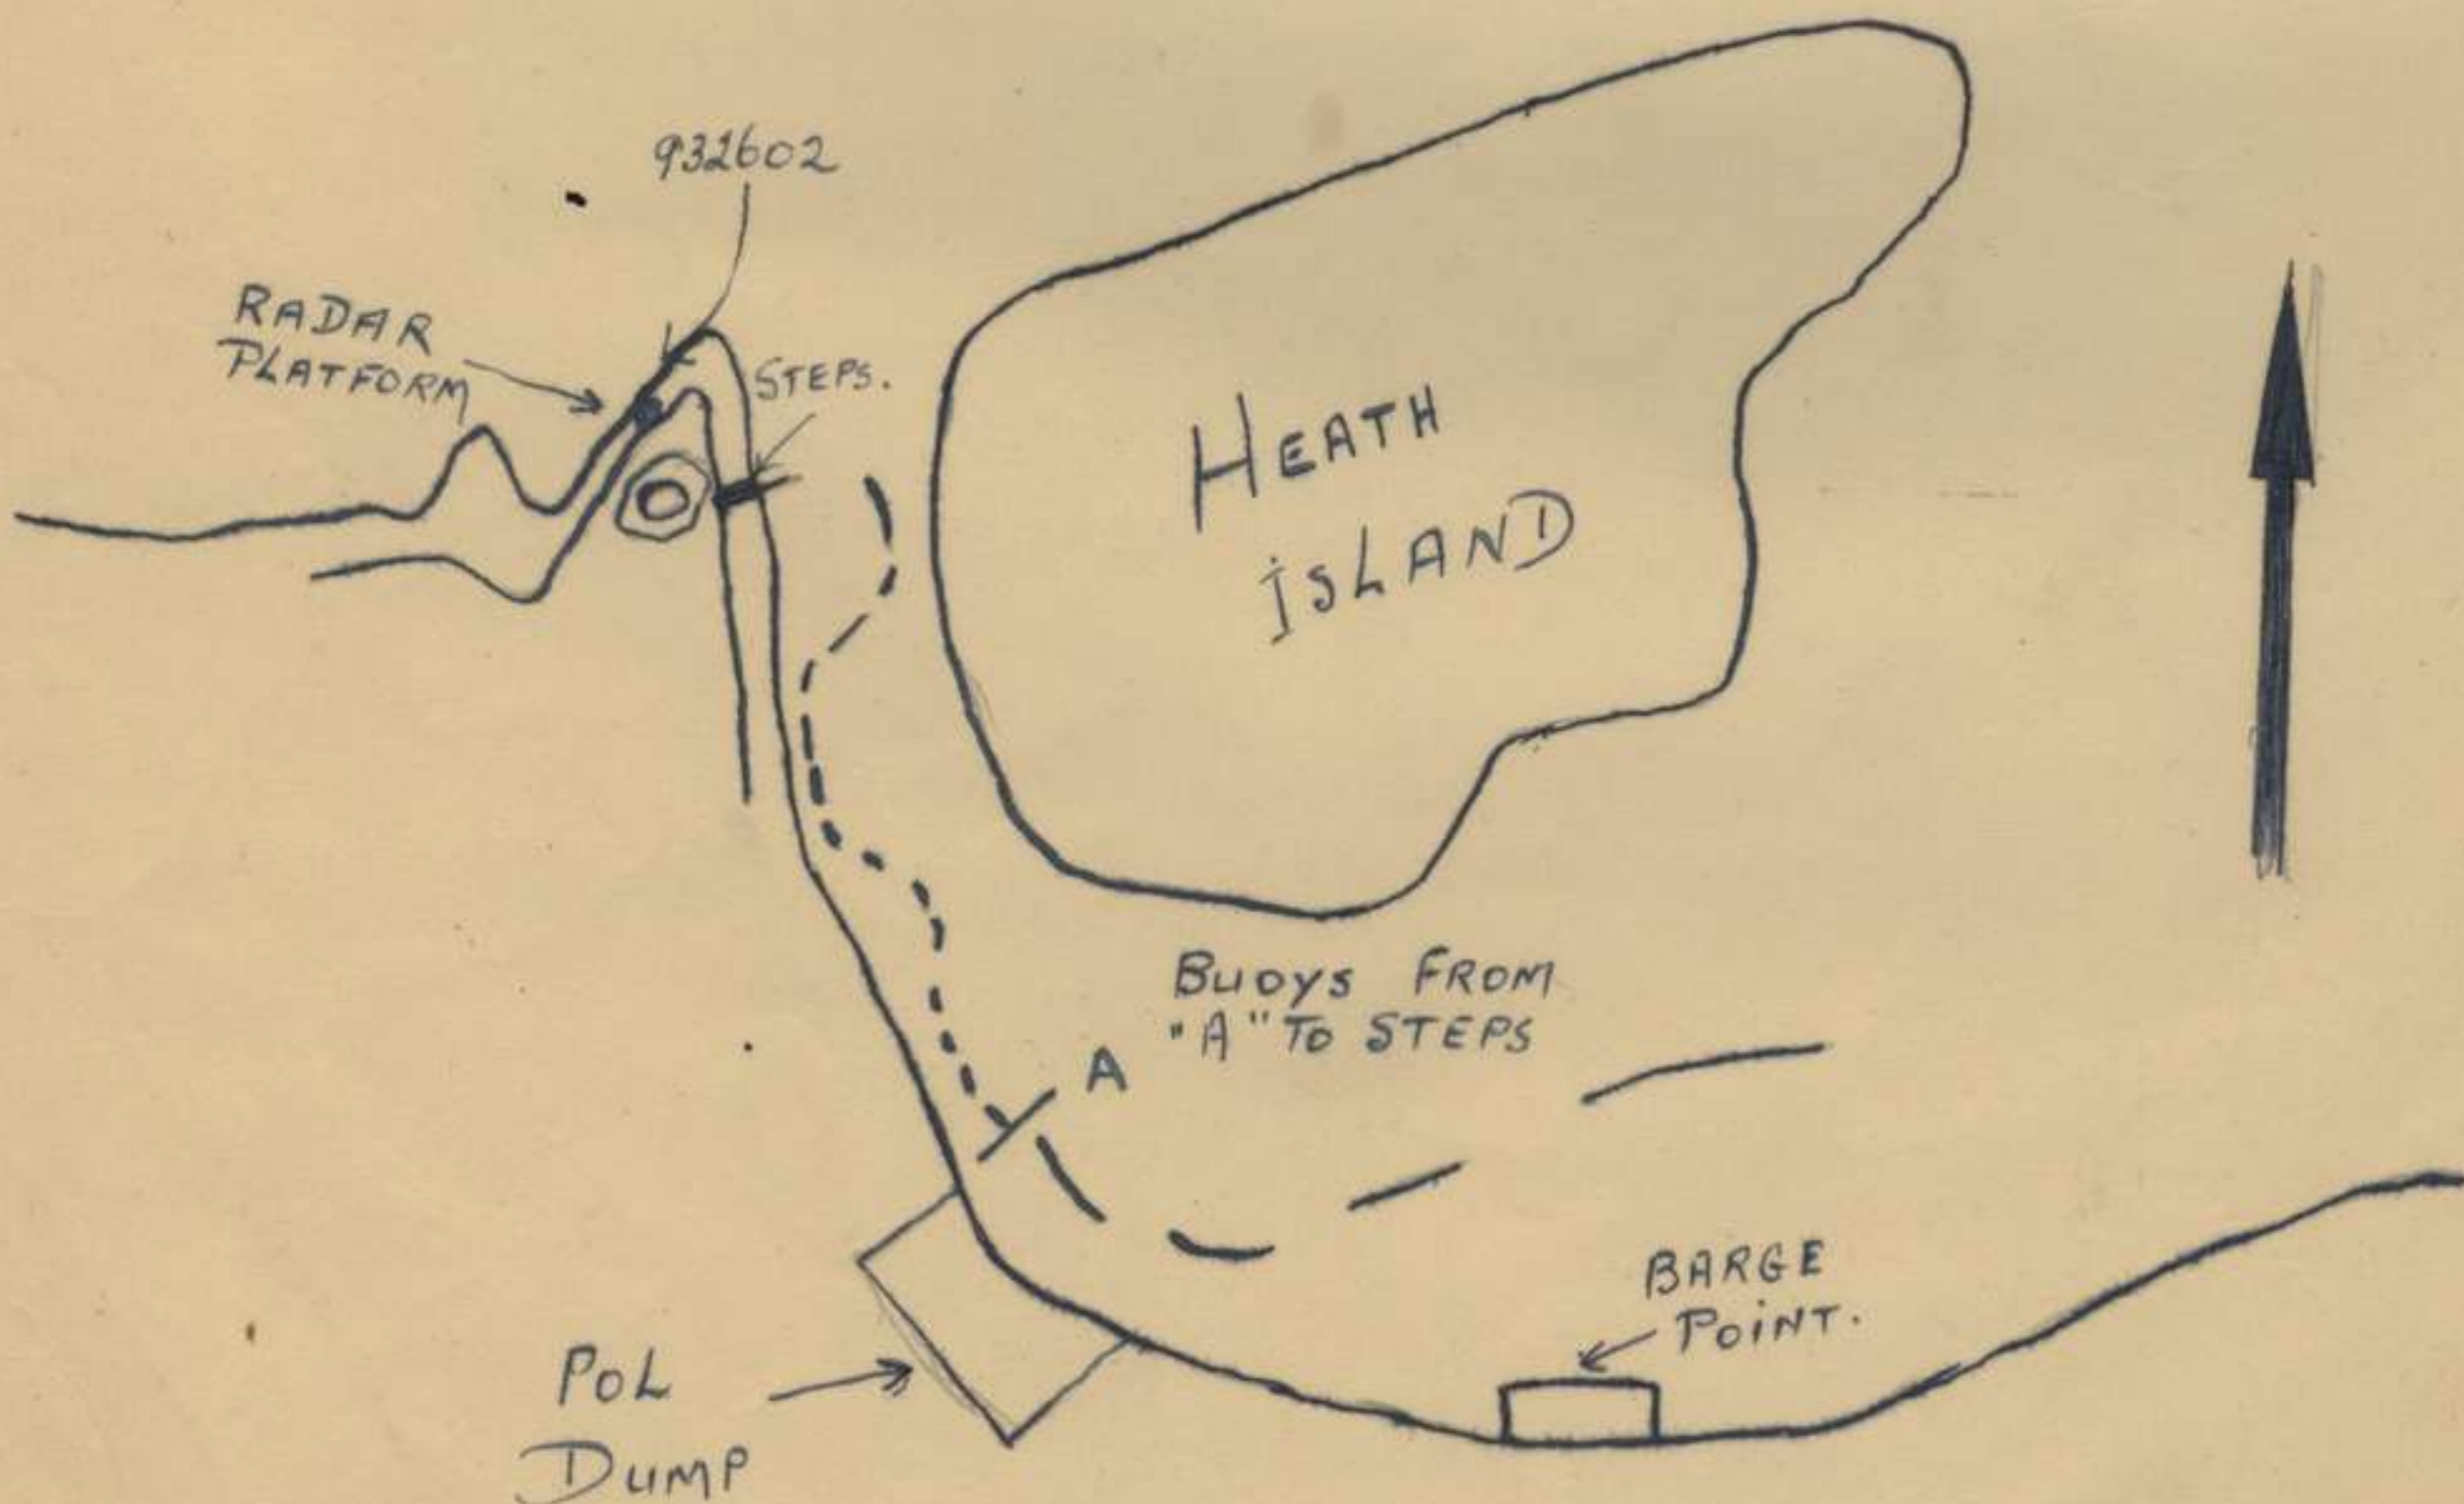 932602
RADAR
PLATFORM
STEPS.
HEATH
iSLAND
BUOYS FROM
"A" TO STEPS
A
BARGE
POiNT.
POL
DUMP